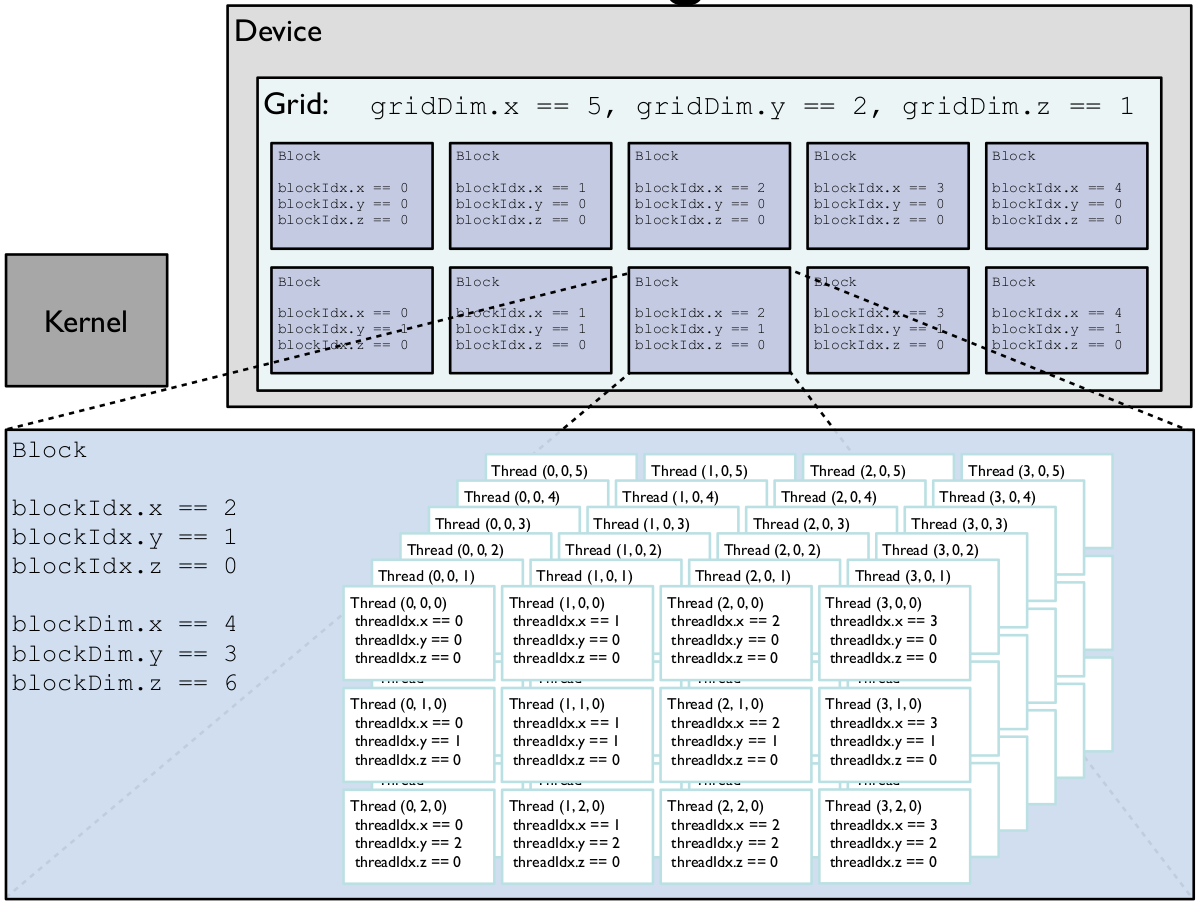 Device
Grid: gridDim.x == 5, gridDim.y == 2, gridDim.z == 1
Block
blockIdx.x == 0
blockIdx.y == 0
blockIdx.z == 0
Block
blockIdx.x == 1
blockIdx.y == 0
blockIdx.z == 0
Block
blockIdx.x == 2
blockIdx.y == 0
blockIdx.z == 0
Block
blockIdx.x == 3
blockIdx.y == 0
blockIdx.z == 0
Block
blockIdx.x == 4
blockIdx.y == 0
blockIdx.z == 0
Block
blockIdx.x == 0
blockIdx.y == 1
blockIdx.z == 0
Block
blockIdx.x == 1
blockIdx.y == 1
blockIdx.z == 0
Block
blockIdx.x == 2
blockIdx.y == 1
blockIdx.z == 0
Block
blockIdx.x == 3
blockIdx.y == 1
blockIdx.z == 0
Block
blockIdx.x == 4
blockIdx.y == 1
blockIdx.z == 0
Kernel
Block
blockIdx.x == 2
blockIdx.y == 1
blockIdx.z == 0
blockDim.x == 4
blockDim.y == 3
blockDim.z == 6
Thread (0, 0, 5)
Thread (1, 0, 5)
Thread (2, 0, 5)
Thread (3, 0, 5)
Thread (0, 0, 4)
Thread (1, 0, 4)
Thread (2, 0, 4)
Thread (3, 0, 4)
Thread (0, 0, 3)
Thread (1, 0, 3)
Thread (2, 0, 3)
Thread (3, 0, 3)
Thread (0, 0, 2)
Thread (1, 0, 2)
Thread (2, 0, 2)
Thread (3, 0, 2)
Thread (0, 0, 1)
Thread (1, 0, 1)
Thread (2, 0, 1)
Thread (3, 0, 1)
Thread (0, 0, 0)
threadIdx.x == 0
threadIdx.y == 0
threadIdx.z == 0
Thread (1, 0, 0)
threadIdx.x == 1
threadIdx.y == 0
threadIdx.z == 0
Thread (2, 0, 0)
threadIdx.x == 2
threadIdx.y == 0
threadIdx.z == 0
Thread (3, 0, 0)
threadIdx.x == 3
threadIdx.y == 0
threadIdx.z == 0
Thread (0, 1, 0)
threadIdx.x == 0
threadIdx.y == 1
threadIdx.z == 0
Thread (1, 1, 0)
threadIdx.x == 1
threadIdx.y == 1
threadIdx.z == 0
Thread (2, 1, 0)
threadIdx.x == 2
threadIdx.y == 1
threadIdx.z == 0
Thread (3, 1, 0)
threadIdx.x == 3
threadIdx.y == 1
threadIdx.z == 0
Thread (0, 2, 0)
threadIdx.x == 0
threadIdx.y == 2
threadIdx.z == 0
Thread (1, 2, 0)
threadIdx.x == 1
threadIdx.y == 2
threadIdx.z == 0
Thread (2, 2, 0)
threadIdx.x == 2
threadIdx.y == 2
threadIdx.z == 0
Thread (3, 2, 0)
threadIdx.x == 3
threadIdx.y == 2
threadIdx.z == 0